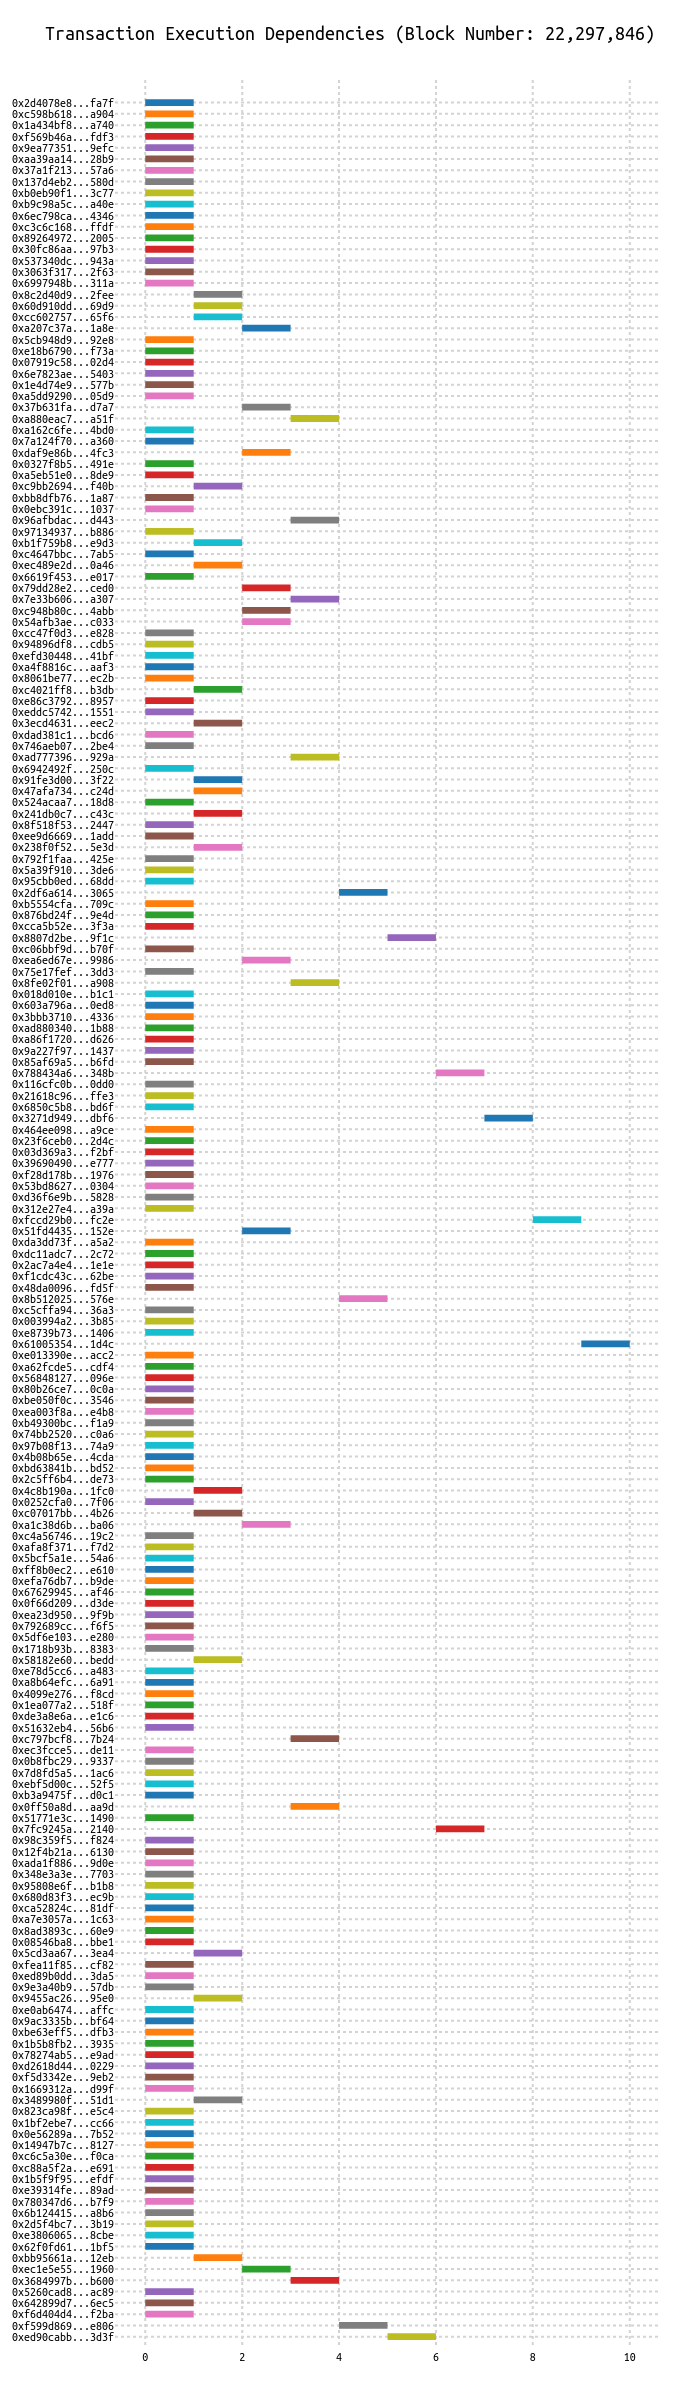 Transaction Execution Dependencies (Block Number: 22,297,846)
0x2d4078e8...fa7f
0xc598b618...a904
0x1a434bf8...a740
0xf569b46a...fdf3
0x9ea77351...9efc
0xaa39aa14...28b9
0x37a1f213...57a6
0x137d4eb2...580d
0xb0eb90f1...3c77
0xb9c98a5c...a40e
0x6ec798ca...4346
0xc3c6c168...ffdf
0x89264972...2005
0x30fc86aa...97b3
0x537340dc...943a
0x3063f317...2f63
0x6997948b...311a
0x8c2d40d9...2fee
0x60d910dd...69d9
0xcc602757...65f6
0xa207c37a...1a8e
0x5cb948d9...92e8
0xe18b6790...f73a
0x07919c58...02d4
0x6e7823ae...5403
0x1e4d74e9...577b
0xa5dd9290...05d9
0x37b631fa...d7a7
0xa880eac7...a51f
0xa162c6fe...4bd0
0x7a124f70...a360
0xdaf9e86b...4fc3
0x0327f8b5...491e
0xa5eb51e0...8de9
0xc9bb2694...f40b
0xbb8dfb76...1a87
0x0ebc391c...1037
0x96afbdac...d443
0x97134937...b886
0xb1f759b8...e9d3
0xc4647bbc...7ab5
0xec489e2d...0a46
0x6619f453...e017
0x79dd28e2...ced0
0x7e33b606...a307
0xc948b80c...4abb
0x54afb3ae...c033
0xcc47f0d3...e828
0x94896df8...cdb5
0xefd30448...41bf
0xa4f8816c...aaf3
0x8061be77...ec2b
0xc4021ff8...b3db
0xe86c3792...8957
0xeddc5742...1551
0x3ecd4631...eec2
0xdad381c1...bcd6
0x746aeb07...2be4
0xad777396...929a
0x6942492f...250c
0x91fe3d00...3f22
0x47afa734...c24d
0x524acaa7...18d8
0x241db0c7...c43c
0x8f518f53...2447
0xee9d6669...1add
0x238f0f52...5e3d
0x792f1faa...425e
0x5a39f910...3de6
0x95cbb0ed...68dd
0x2df6a614...3065
0xb5554cfa...709c
0x876bd24f...9e4d
0xcca5b52e...3f3a
0x8807d2be...9f1c
0xc06bbf9d...b70f
0xea6ed67e...9986
0x75e17fef...3dd3
0x8fe02f01...a908
0x018d010e...b1c1
0x603a796a...0ed8
0x3bbb3710...4336
0xad880340...1b88
0xa86f1720...d626
0x9a227f97...1437
0x85af69a5...b6fd
0x788434a6...348b
0x116cfc0b...0dd0
0x21618c96...ffe3
0x6850c5b8...bd6f
0x3271d949...dbf6
0x464ee098...a9ce
0x23f6ceb0...2d4c
0x03d369a3...f2bf
0x39690490...e777
0xf28d178b...1976
0x53bd8627...0304
0xd36f6e9b...5828
0x312e27e4...a39a
0xfccd29b0...fc2e
0x51fd4435...152e
0xda3dd73f...a5a2
0xdc11adc7...2c72
0x2ac7a4e4...1e1e
0xf1cdc43c...62be
0x48da0096...fd5f
0x8b512025...576e
0xc5cffa94...36a3
0x003994a2...3b85
0xe8739b73...1406
0x61005354...1d4c
0xe013390e...acc2
0xa62fcde5...cdf4
0x56848127...096e
0x80b26ce7...0c0a
0xbe050f0c...3546
0xea003f8a...e4b8
0xb49300bc...f1a9
0x74bb2520...c0a6
0x97b08f13...74a9
0x4b08b65e...4cda
0xbd63841b...bd52
0x2c5ff6b4...de73
0x4c8b190a...1fc0
0x0252cfa0...7f06
0xc07017bb...4b26
0xa1c38d6b...ba06
0xc4a56746...19c2
0xafa8f371...f7d2
0x5bcf5a1e...54a6
0xff8b0ec2...e610
0xefa76db7...b9de
0x67629945...af46
0x0f66d209...d3de
0xea23d950...9f9b
0x792689cc...f6f5
0x5df6e103...e280
0x1718b93b...8383
0x58182e60...bedd
0xe78d5cc6...a483
0xa8b64efc...6a91
0x4099e276...f8cd
0x1ea077a2...518f
0xde3a8e6a...e1c6
0x51632eb4...56b6
0xc797bcf8...7b24
0xec3fcce5...de11
0x0b8fbc29...9337
0x7d8fd5a5...1ac6
0xebf5d00c...52f5
0xb3a9475f...d0c1
0x0ff50a8d...aa9d
0x51771e3c...1490
0x7fc9245a...2140
0x98c359f5...f824
0x12f4b21a...6130
0xada1f886...9d0e
0x348e3a3e...7703
0x95808e6f...b1b8
0x680d83f3...ec9b
0xca52824c...81df
0xa7e3057a...1c63
0x8ad3893c...60e9
0x08546ba8...bbe1
0x5cd3aa67...3ea4
0xfea11f85...cf82
0xed89b0dd...3da5
0x9e3a40b9...57db
0x9455ac26...95e0
0xe0ab6474...affc
0x9ac3335b...bf64
0xbe63eff5...dfb3
0x1b5b8fb2...3935
0x78274ab5...e9ad
0xd2618d44...0229
0xf5d3342e...9eb2
0x1669312a...d99f
0x3489980f...51d1
0x823ca98f...e5c4
0x1bf2ebe7...cc66
0x0e56289a...7b52
0x14947b7c...8127
0xc6c5a30e...f0ca
0xc88a5f2a...e691
0x1b5f9f95...efdf
0xe39314fe...89ad
0x780347d6...b7f9
0x6b124415...a8b6
0x2d5f4bc7...3b19
0xe3806065...8cbe
0x62f0fd61...1bf5
0xbb95661a...12eb
0xec1e5e55...1960
0x3684997b...b600
0x5260cad8...ac89
0x642899d7...6ec5
0xf6d404d4...f2ba
0xf599d869...e806
0xed90cabb...3d3f
0 2 4 6 8 10